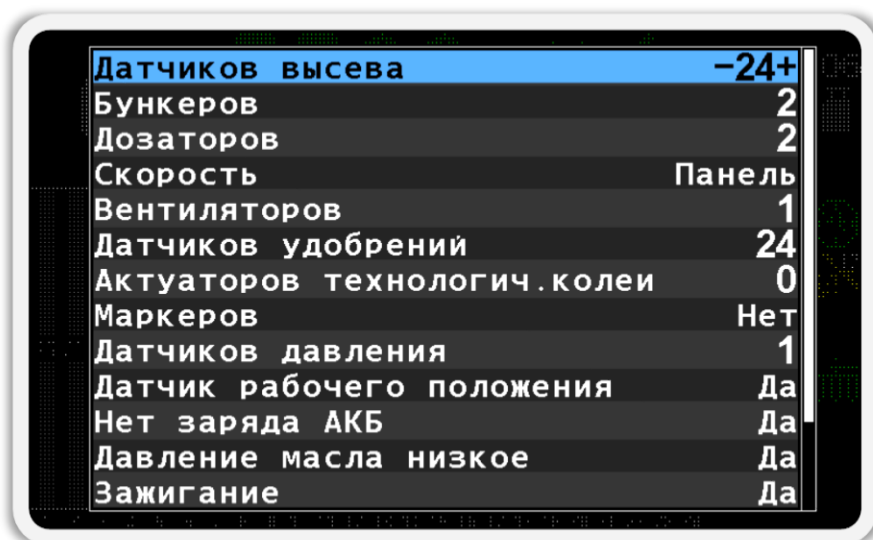 Датчиков высева −24+
Бункеров 2
Дозаторов 2
Скорость Панель
Вентиляторов 1
Датчиков удобрений 24
Актуаторов технологич.колеи 0
Маркеров Нет
Датчиков давления 1
Датчик рабочего положения Да
Нет заряда АКБ Да
Давление масла низкое Да
Зажигание Да